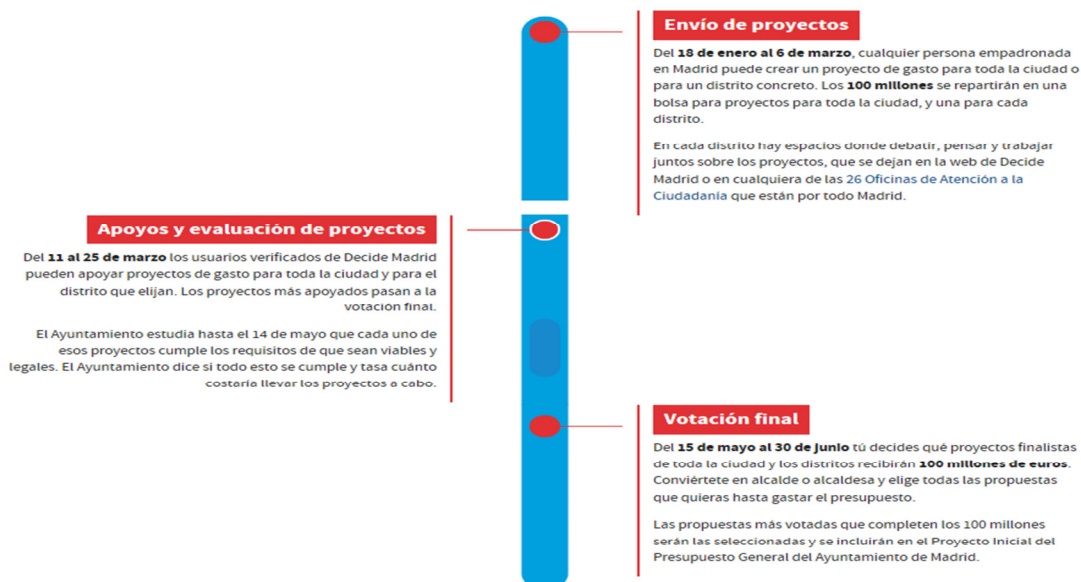 Envío de proyectos
Del 18 de enero al 6 de marzo, cualquier persona empadronada
en Madrid puede crear un proyecto de gasto para toda la ciudad o
para un distrito concreto. Los 100 millones se repartirán en una
bolsa para proyectos para toda la ciudad, y una para cada
distrito.
En cada distrito hay espacios donde debatir, pensar y trabajar
juntos sobre los proyectos, que se dejan en la web de Decide
Madrid o en cualquiera de las 26 Oficinas de Atención a la
Ciudadanía que están por todo Madrid.
Apoyos y evaluación de proyectos
Del 11 al 25 de marzo los usuarios verificados de Decide Madrid
pueden apoyar proyectos de gasto para toda la ciudad y para el
distrito que elijan. Los proyectos más apoyados pasan a la
votación final.
El Ayuntamiento estudia hasta el 14 de mayo que cada uno de
esos proyectos cumple los requisitos de que sean viables y
legales. El Ayuntamiento dice si todo esto se cumple y tasa cuánto
costaría llevar los proyectos a cabo.
Votación final
Del 15 de mayo al 30 de junio tú decides qué proyectos finalistas
de toda la ciudad y los distritos recibirán 100 millones de euros.
Conviértete en alcalde o alcaldesa y elige todas las propuestas
que quieras hasta gastar el presupuesto.
Las propuestas más votadas que completen los 100 millones
serán las seleccionadas y se incluirán en el Proyecto Inicial del
Presupuesto General del Ayuntamiento de Madrid.